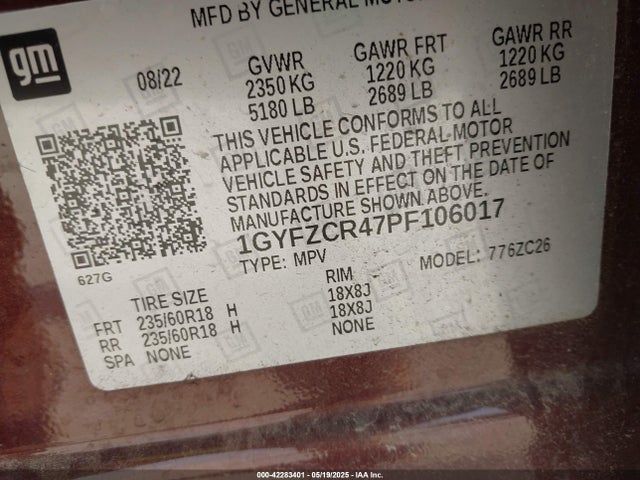 MFD BY GENERAL MOTOR
gm
08/22
GVWR
2350 KG
5180 LB
GAWR FRT
1220 KG
2689 LB
GAWR RR
1220 KG
2689 LB
THIS VEHICLE CONFORMS TO ALL
APPLICABLE U.S. FEDERAL MOTOR
VEHICLE SAFETY AND THEFT PREVENTION
STANDARDS IN EFFECT ON THE DATE OF
MANUFACTURE SHOWN ABOVE.
1GYFZCR47PF106017
627G
TYPE: MPV
MODEL: 776ZC26
TIRE SIZE
RIM
FRT 235/60R18 H 18X8J
RR 235/60R18 H 18X8J
SPA NONE NONE
000-42283401 - 05/19/2025 - IAA Inc.